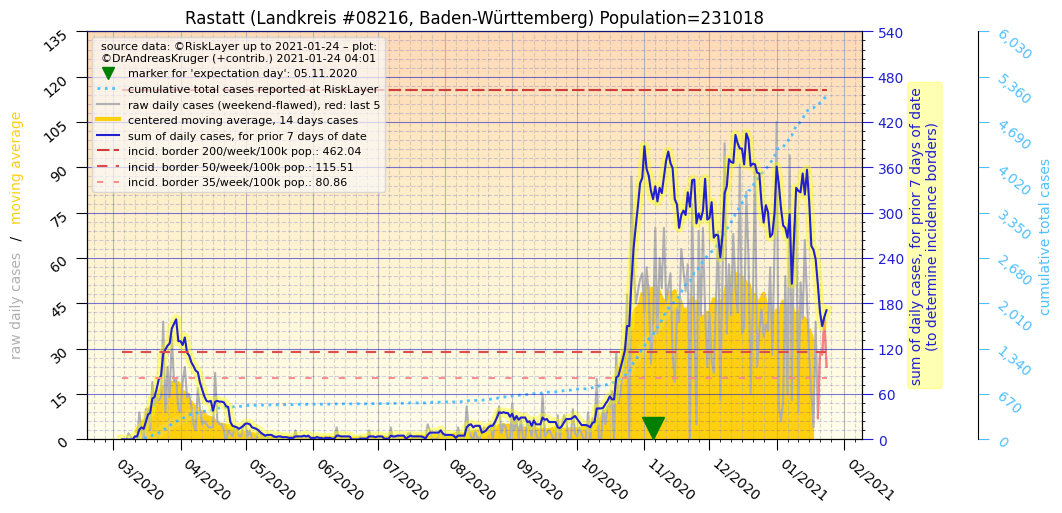 Rastatt (Landkreis #08216, Baden-Württemberg) Population=231018
source data: ©RiskLayer up to 2021-01-24 – plot:
©DrAndreasKruger (+contrib.) 2021-01-24 04:01
marker for 'expectation day': 05.11.2020
cumulative total cases reported at RiskLayer
raw daily cases (weekend-flawed), red: last 5
centered moving average, 14 days cases
sum of daily cases, for prior 7 days of date
incid. border 200/week/100k pop.: 462.04
incid. border 50/week/100k pop.: 115.51
incid. border 35/week/100k pop.: 80.86
raw daily cases / moving average
135
120
105
90
75
60
45
30
15
0
540
480
420
360
300
240
180
120
60
0
sum of daily cases, for prior 7 days of date
(to determine incidence borders)
6,030
5,360
4,690
4,020
3,350
2,680
2,010
1,340
670
0
cumulative total cases
03/2020
04/2020
05/2020
06/2020
07/2020
08/2020
09/2020
10/2020
11/2020
12/2020
01/2021
02/2021